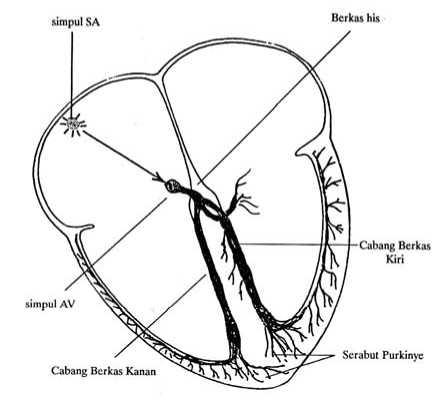 simpul SA
Berkas his
Cabang Berkas
Kiri
simpul AV
Serabut Purkinye
Cabang Berkas Kanan